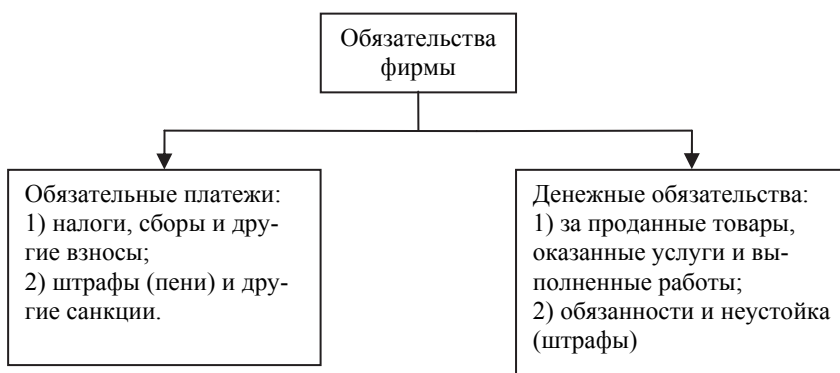 Обязательства
фирмы
Обязательные платежи:
1) налоги, сборы и дру-
гие взносы;
2) штрафы (пени) и дру-
гие санкции.
Денежные обязательства:
1) за проданные товары,
оказанные услуги и вы-
полненные работы;
2) обязанности и неустойка
(штрафы)